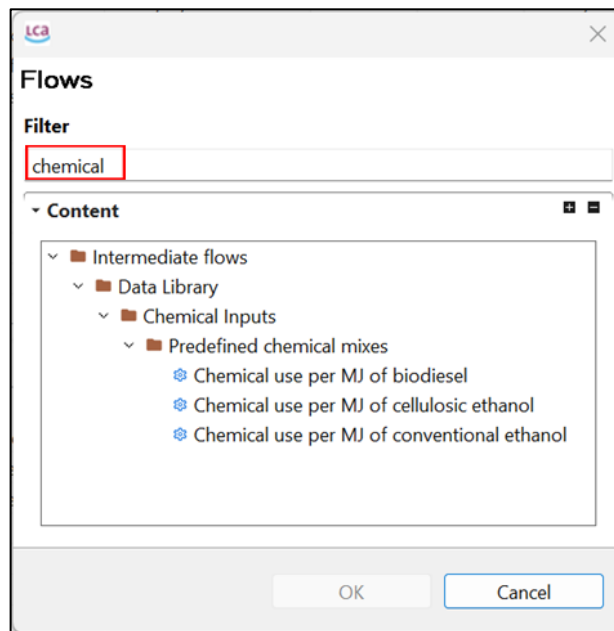 LCA
Flows
Filter
chemical
Content
Intermediate flows
Data Library
Chemical Inputs
Predefined chemical mixes
Chemical use per MJ of biodiesel
Chemical use per MJ of cellulosic ethanol
Chemical use per MJ of conventional ethanol
OK
Cancel